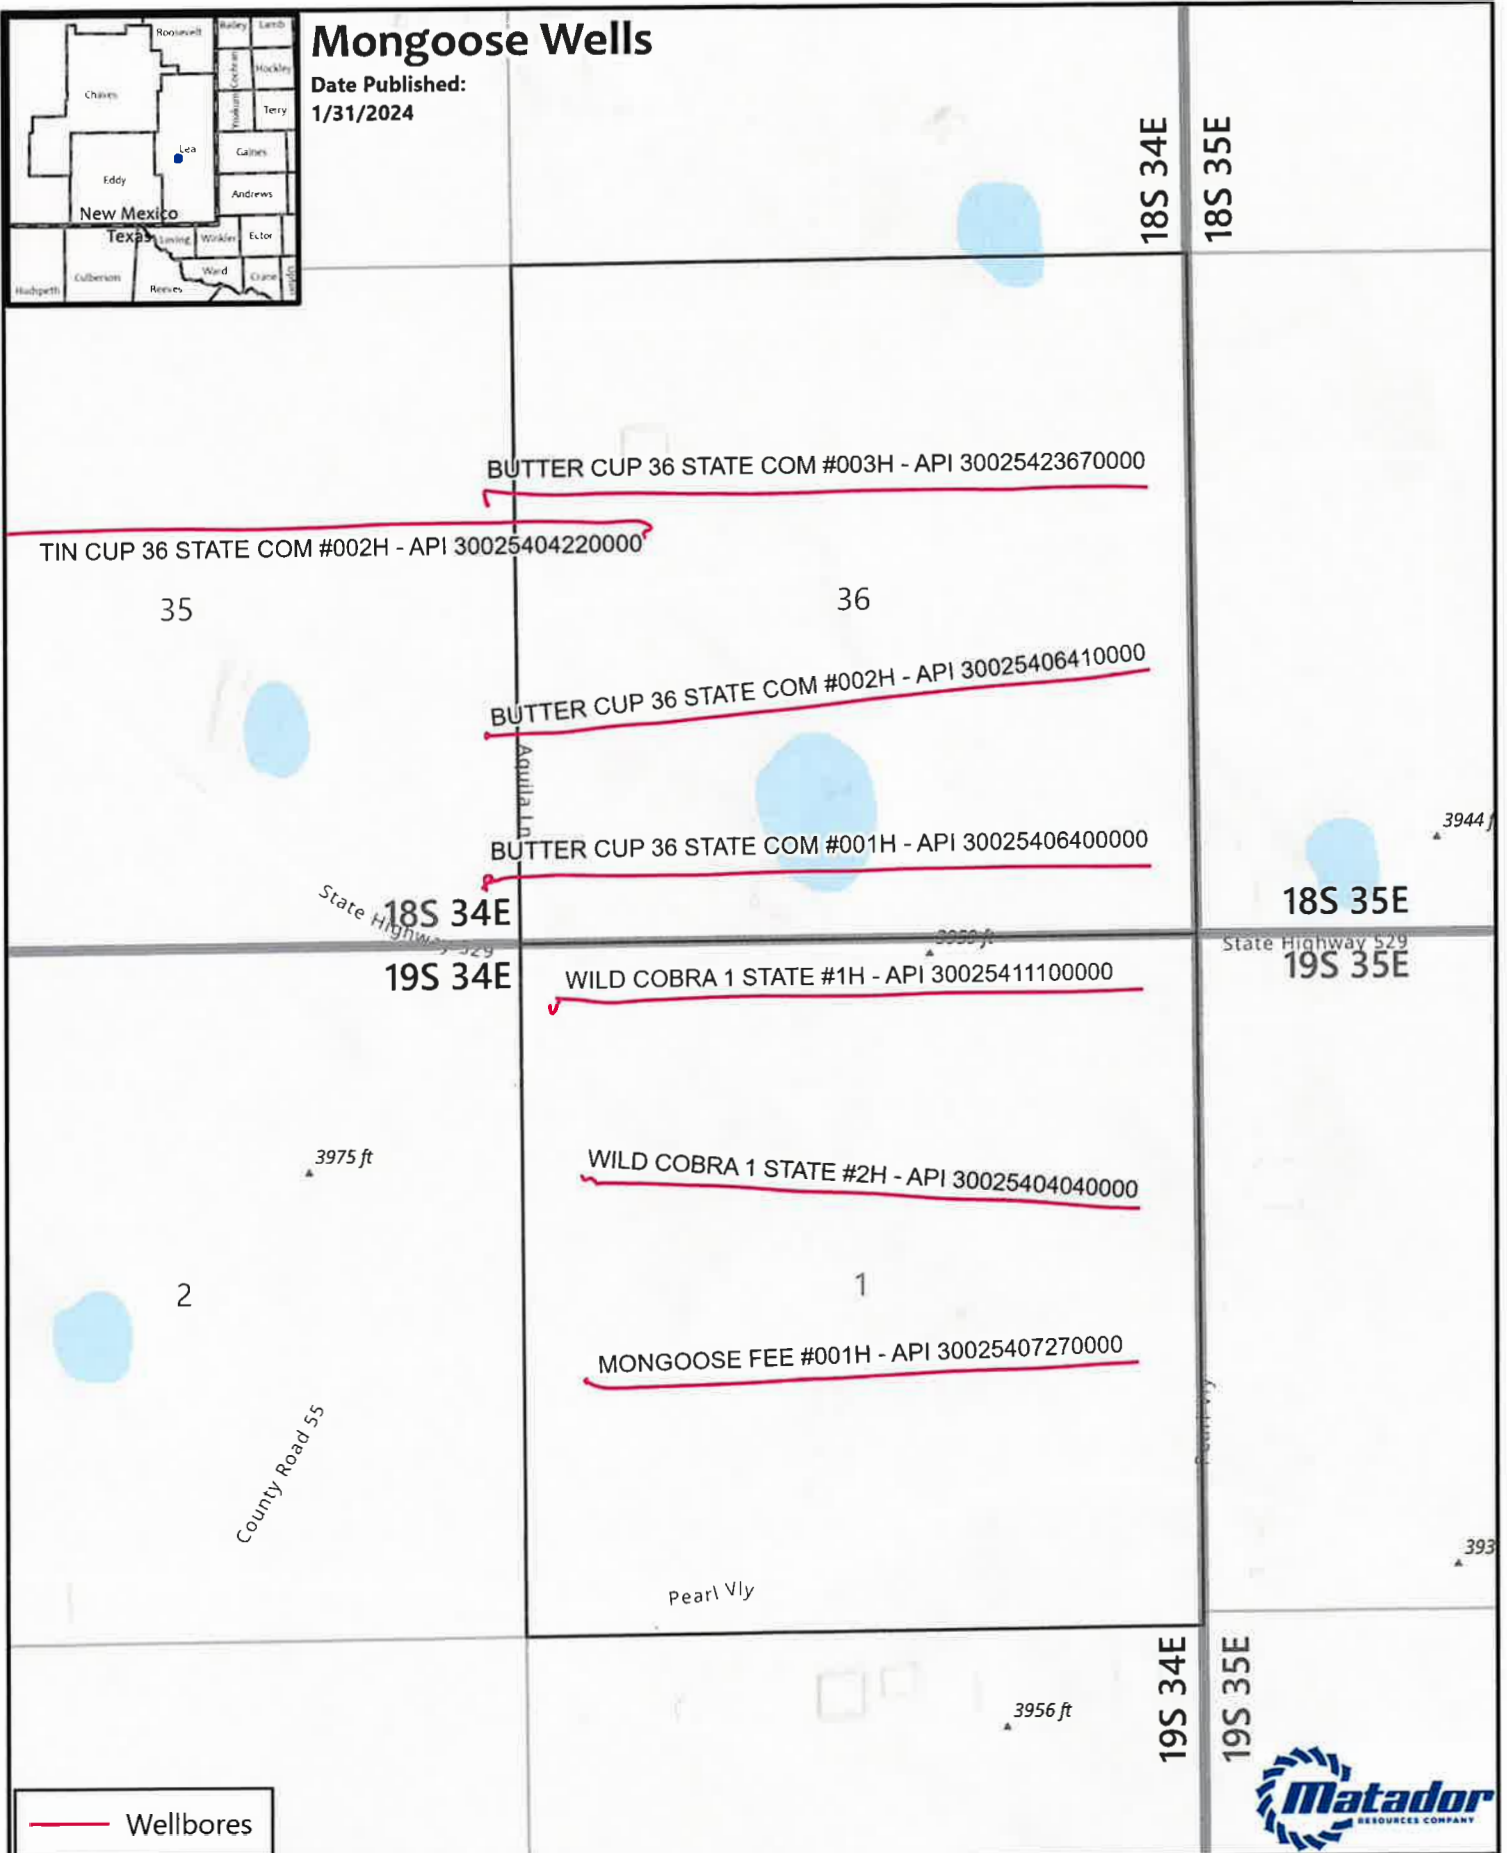 Mongoose Wells
Date Published:
1/31/2024
Roosevelt
Bailey
Lamb
Cochran
Hockley
Chaves
Yoakum
Terry
Lea
Gaines
Eddy
Andrews
New Mexico
Texas
Loving
Winkler
Ector
Culberson
Ward
Crane
Upton
Hudspeth
Reeves
18S 34E
18S 35E
BUTTER CUP 36 STATE COM #003H - API 30025423670000
TIN CUP 36 STATE COM #002H - API 30025404220000
35
36
BUTTER CUP 36 STATE COM #002H - API 30025406410000
Aquila Ln
3944 f
BUTTER CUP 36 STATE COM #001H - API 30025406400000
State Highway 529
18S 34E
18S 35E
3959 ft
State Highway 529
19S 34E
19S 35E
WILD COBRA 1 STATE #1H - API 30025411100000
3975 ft
WILD COBRA 1 STATE #2H - API 30025404040000
2
1
MONGOOSE FEE #001H - API 30025407270000
County Road 55
Pearl Vly
393
Pearl Vly
19S 34E
19S 35E
3956 ft
Wellbores
Matador
RESOURCES COMPANY